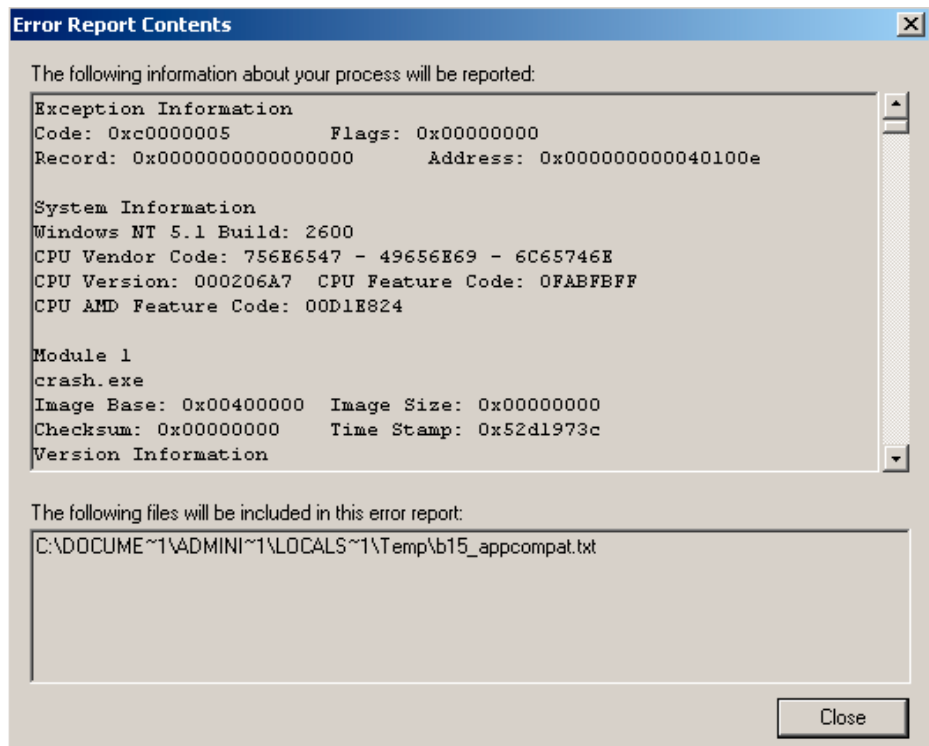 Error Report Contents
The following information about your process will be reported:
Exception Information
Code: 0xc0000005 Flags: 0x00000000
Record: 0x0000000000000000 Address: 0x000000000040100e
System Information
Windows NT 5.1 Build: 2600
CPU Vendor Code: 756E6547 - 49656E69 - 6C65746E
CPU Version: 000206A7 CPU Feature Code: 0FABFBFF
CPU AMD Feature Code: 00D1E824
Module 1
crash.exe
Image Base: 0x00400000 Image Size: 0x00000000
Checksum: 0x00000000 Time Stamp: 0x52d1973c
Version Information
The following files will be included in this error report:
C:\DOCUME~1\ADMINI~1\LOCALS~1\Temp\b15_appcompat.txt
Close